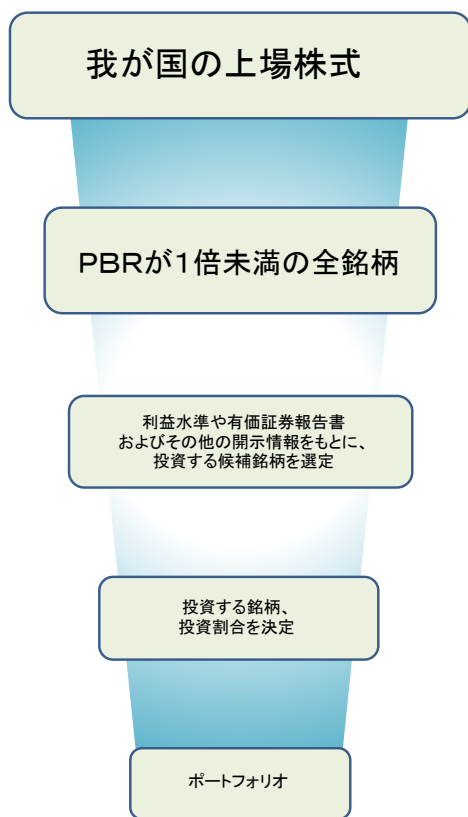 我が国の上場株式
PBRが1倍未満の全銘柄
利益水準や有価証券報告書
およびその他の開示情報をもとに、
投資する候補銘柄を選定
投資する銘柄、
投資割合を決定
ポートフォリオ